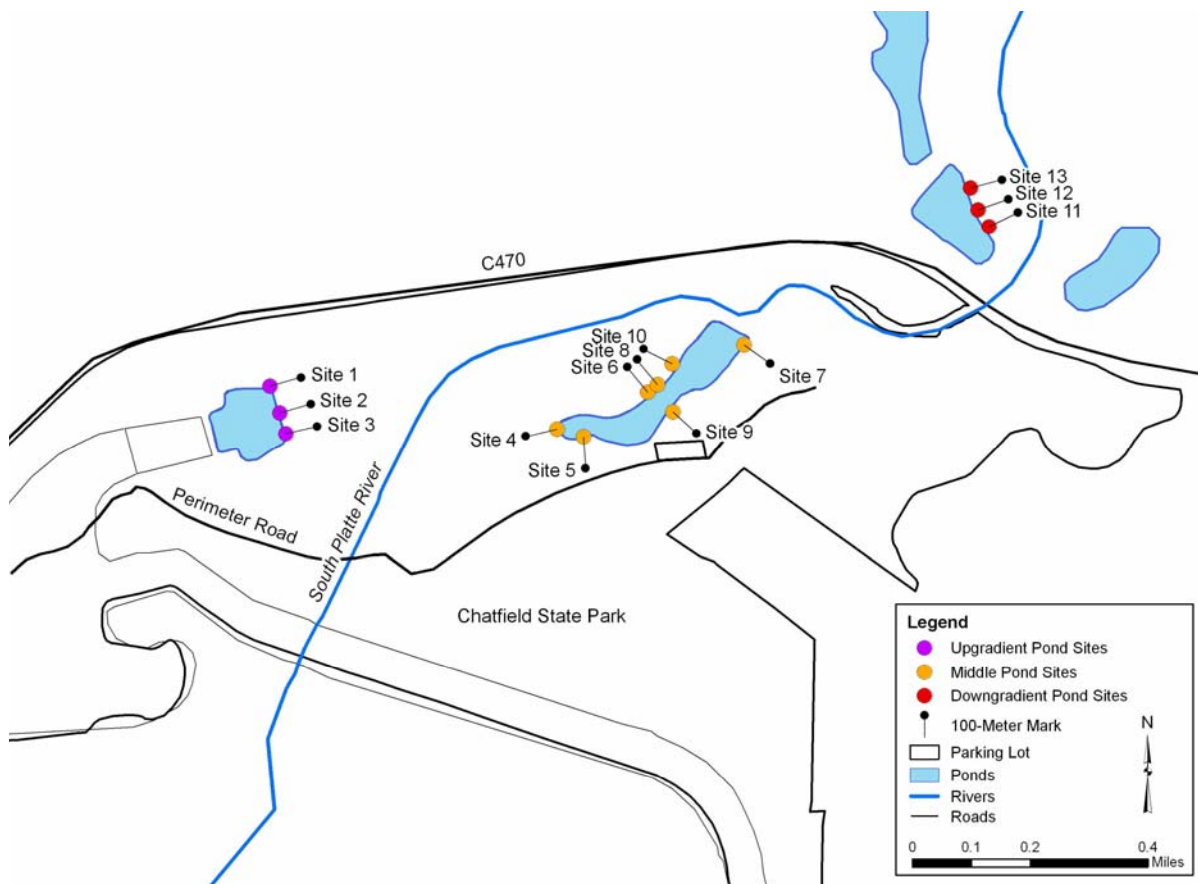 Site 13
Site 12
Site 11
C470
Site 10
Site 8
Site 6
Site 7
Site 1
Site 2
Site 3
Site 4
Site 5
Site 9
Perimeter Road
South Platte River
Chatfield State Park
Legend
Upgradient Pond Sites
Middle Pond Sites
Downgradient Pond Sites
100-Meter Mark
Parking Lot
Ponds
Rivers
Roads
N
0 0.1 0.2 0.4
Miles